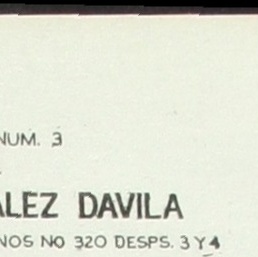 NUM. 3
ALEZ DAVILA
NOS NO 320 DESPS. 3 Y 4